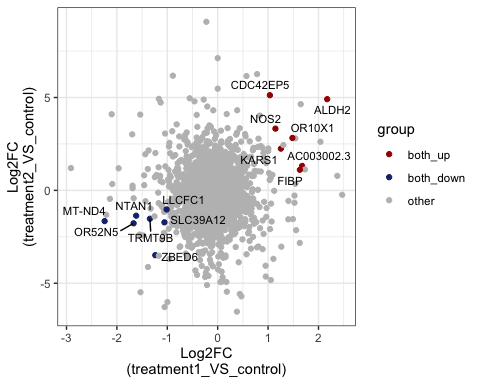 Log2FC
(treatment2_VS_control)
5
0
-5
CDC42EP5
ALDH2
NOS2
OR10X1
KARS1
AC003002.3
FIBP
LLCFC1
NTAN1
MT-ND4
SLC39A12
OR52N5
TRMT9B
ZBED6
-3
-2
-1
0
1
2
Log2FC
(treatment1_VS_control)
group
both_up
both_down
other